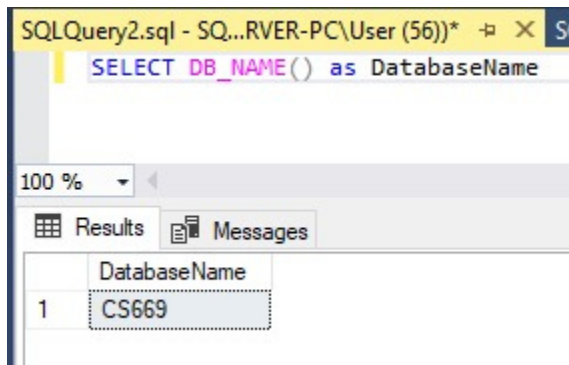 SQLQuery2.sql - SQ...RVER-PC\User (56))*
SELECT DB_NAME() as DatabaseName
100 %
Results Messages
DatabaseName
1 CS669